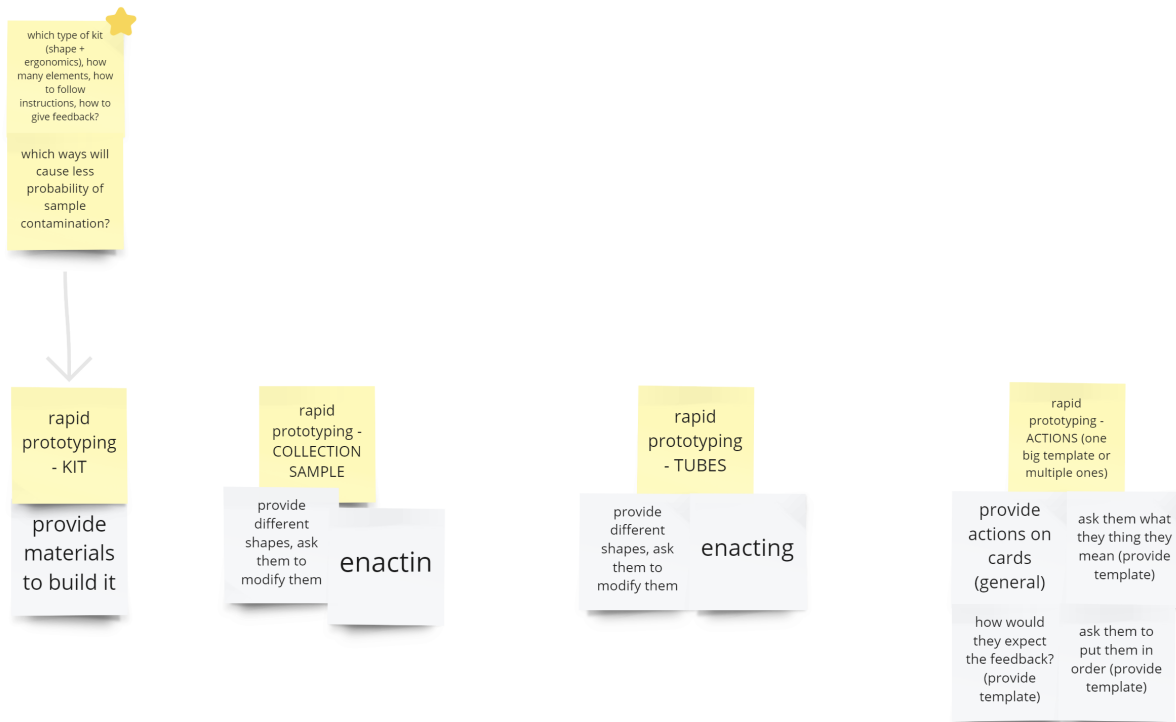 which type of kit
(shape +
ergonomics), how
many elements, how
to follow
instructions, how to
give feedback?
which ways will
cause less
probability of
sample
contamination?
rapid
prototyping
- KIT
provide
materials
to build it
rapid
prototyping -
COLLECTION
SAMPLE
provide
different
shapes, ask
them to
modify them
enactin
rapid
prototyping
- TUBES
provide
different
shapes, ask
them to
modify them
enacting
rapid
prototyping -
ACTIONS (one
big template or
multiple ones)
provide
actions on
cards
(general)
ask them what
they thing they
mean (provide
template)
how would
they expect
the feedback?
(provide
template)
ask them to
put them in
order (provide
template)